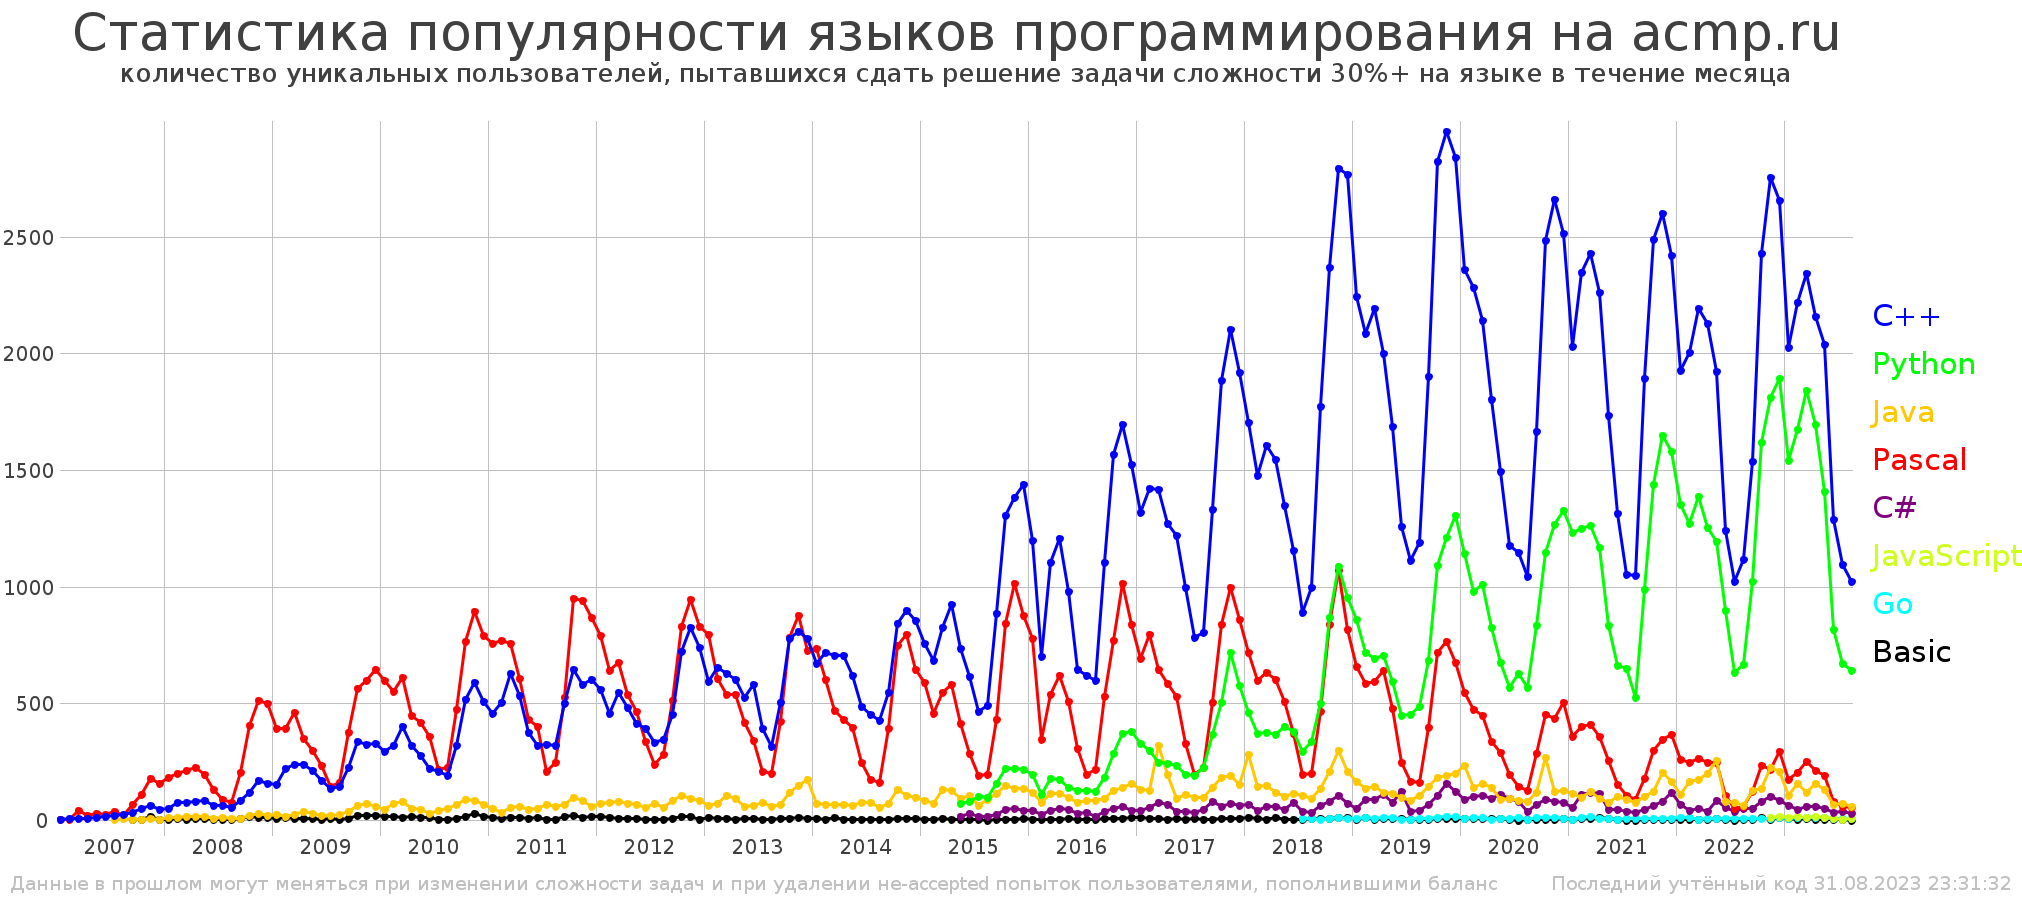 Статистика популярности языков программирования на acmp.ru
количество уникальных пользователей, пытавшихся сдать решение задачи сложности 30%+ на языке в течение месяца
2500
2000
1500
1000
500
0
C++
Python
Java
Pascal
C#
JavaScript
Go
Basic
2007 2008 2009 2010 2011 2012 2013 2014 2015 2016 2017 2018 2019 2020 2021 2022
Данные в прошлом могут меняться при изменении сложности задач и при удалении не-accepted попыток пользователями, пополнившими баланс
Последний учтённый код 31.08.2023 23:31:32